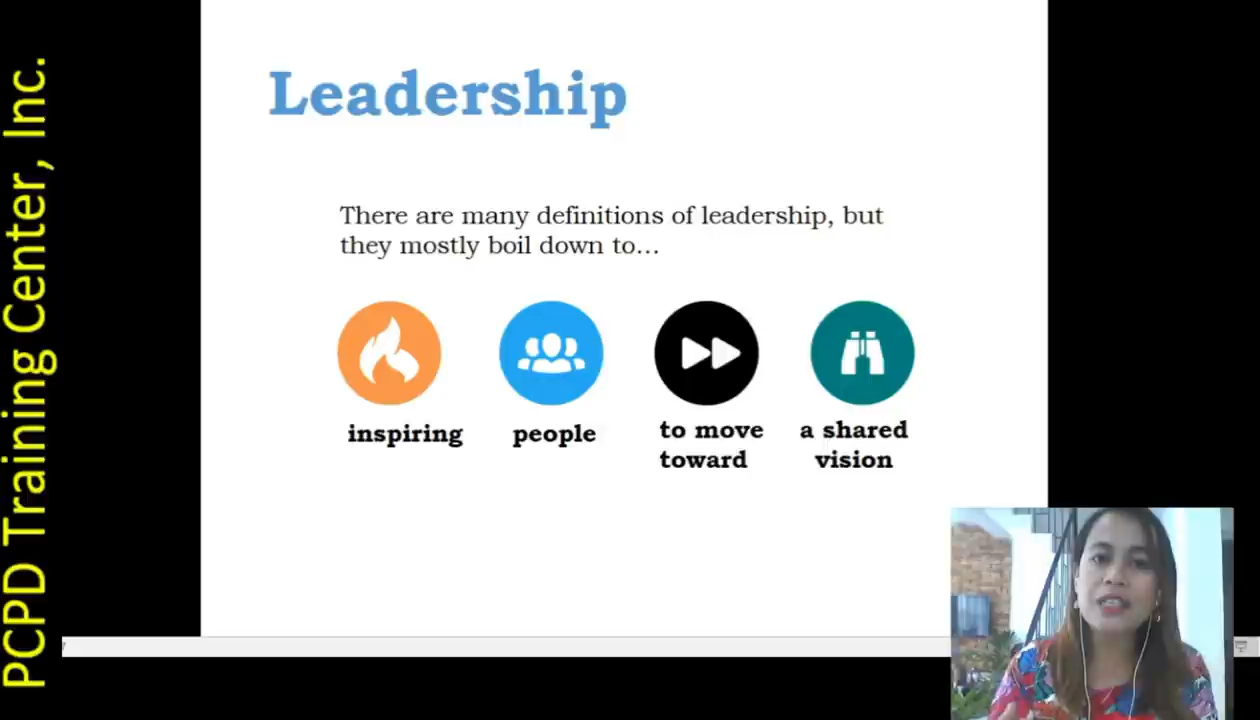 PCPD Training Center, Inc.
Leadership
There are many definitions of leadership, but
they mostly boil down to...
inspiring
people
to move
toward
a shared
vision